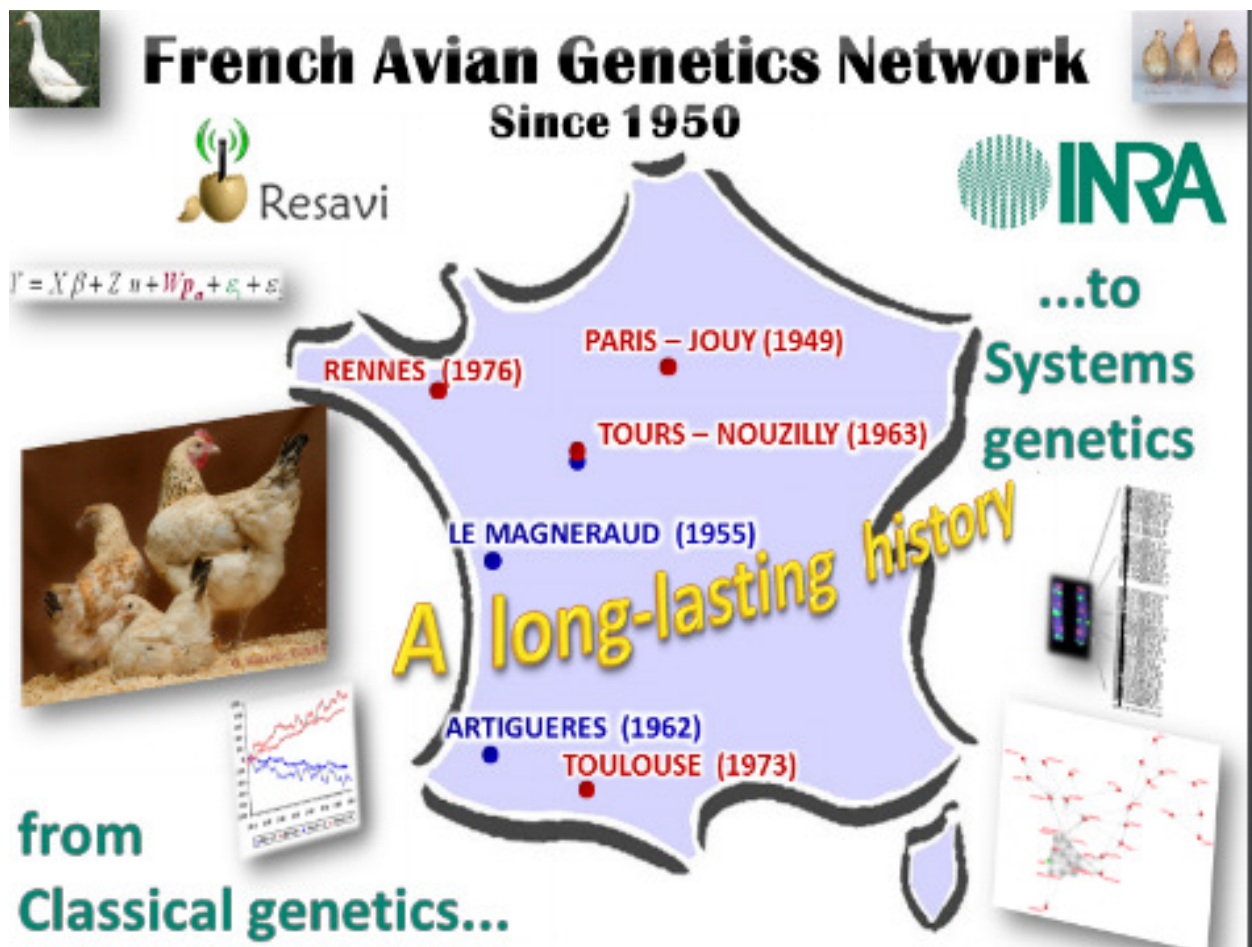 French Avian Genetics Network
Since 1950
Resavi
INRA
= X β + Z u + Wpₐ + ε + ε
...to
Systems
genetics
PARIS – JOUY (1949)
RENNES (1976)
TOURS – NOUZILLY (1963)
LE MAGNERAUD (1955)
A long-lasting history
ARTIGUERES (1962)
TOULOUSE (1973)
from
Classical genetics...